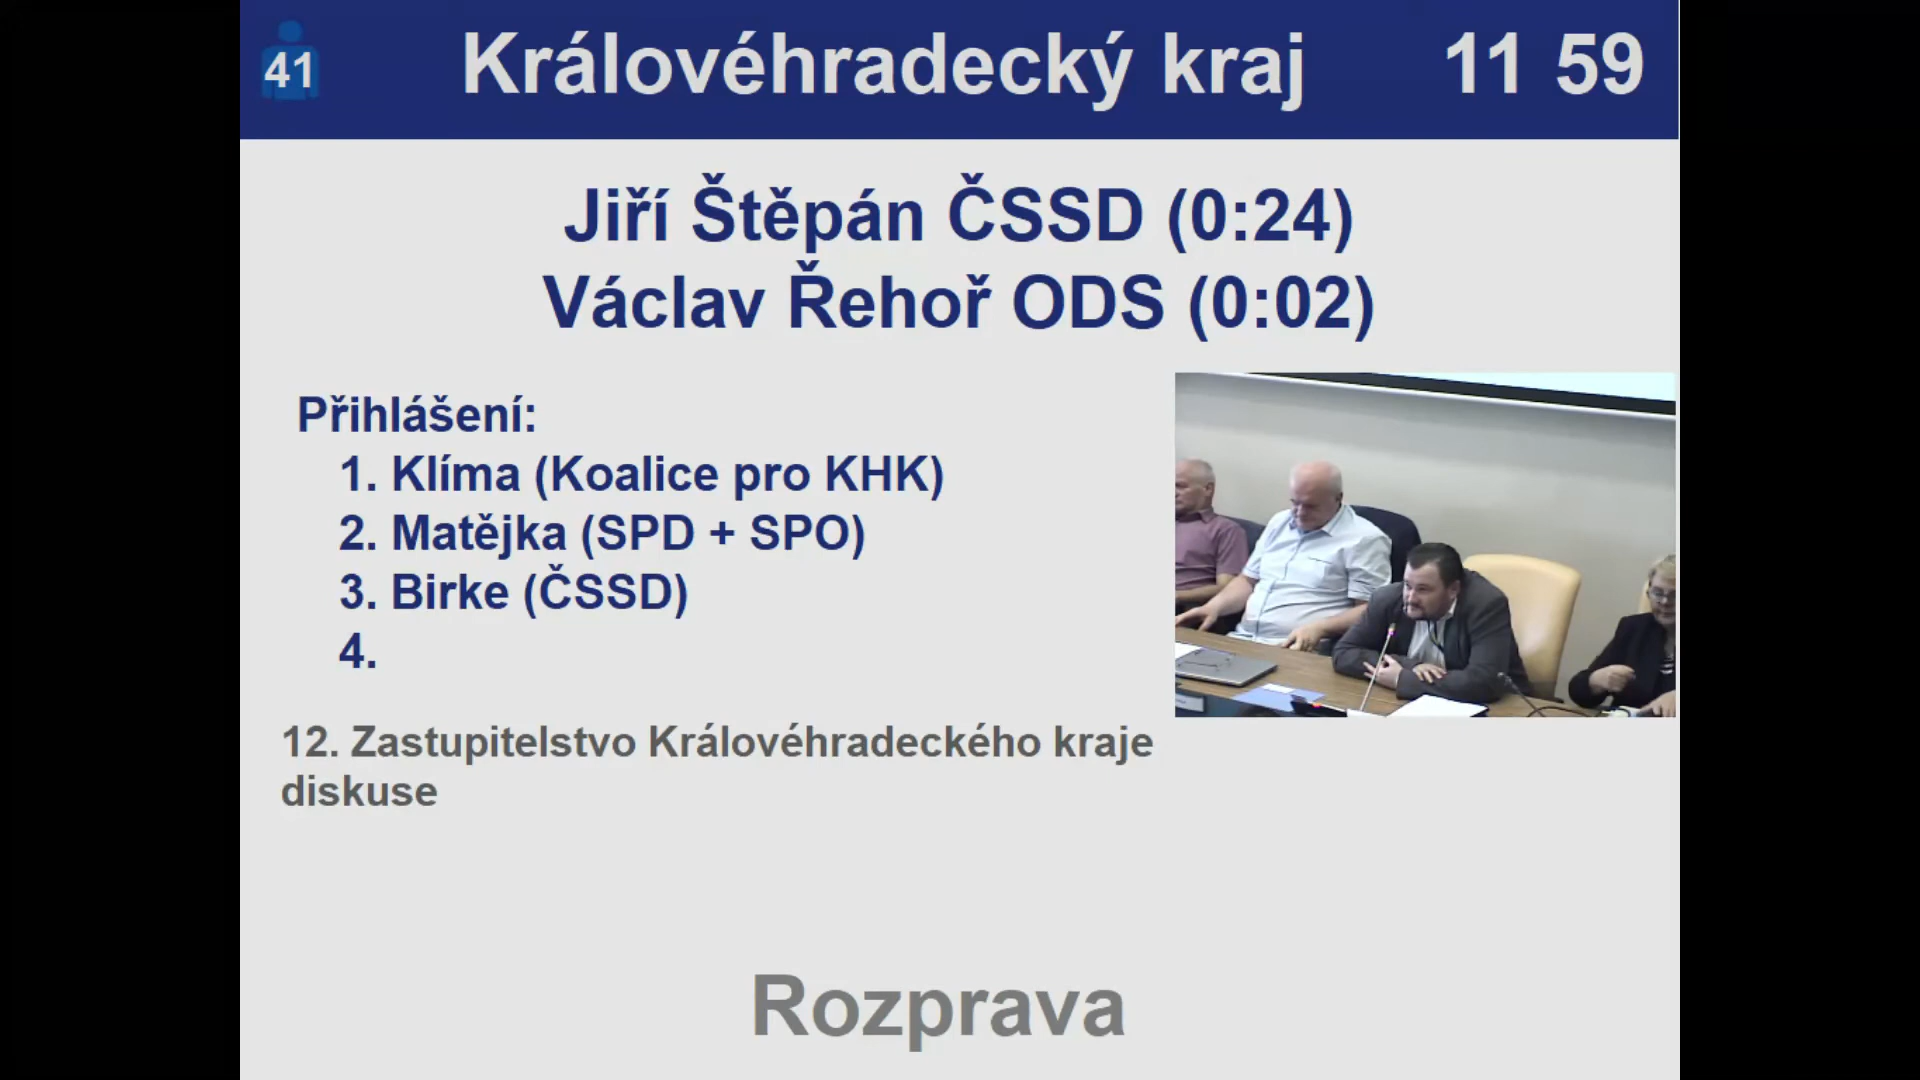 41
Královéhradecký kraj
11 59
Jiří Štěpán ČSSD (0:24)
Václav Řehoř ODS (0:02)
Přihlášení:
1. Klíma (Koalice pro KHK)
2. Matějka (SPD + SPO)
3. Birke (ČSSD)
4.
12. Zastupitelstvo Královéhradeckého kraje
diskuse
Rozprava